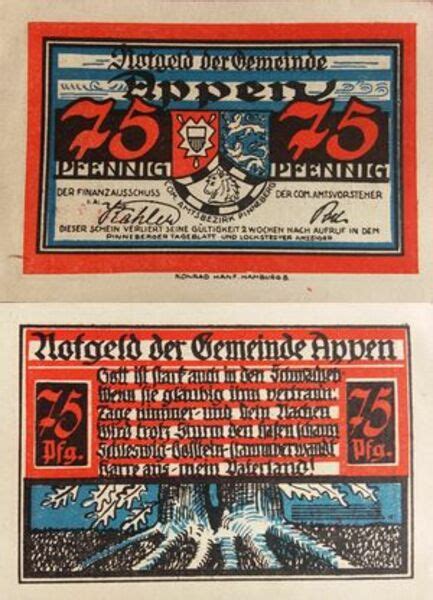 Notgeld der Gemeinde
Appen
75 75
PFENNIG PFENNIG
DER FINANZAUSSCHUSS DER COM. AMTSVORSTEHER
I.A.
COM. AMTSBEZIRK PINNEBERG
DIESER SCHEIN VERLIERT SEINE GÜLTIGKEIT 2 WOCHEN NACH AUFRUF IN DEM
PINNEBERGER TAGEBLATT UND LOCKSTEDTER ANZEIGER
KONRAD HANF. HAMBURG 8.
Notgeld der Gemeinde Appen
75 Pfg.
Gott ist stark auch in den Schwachen
Wenn sie gläubig ihm
Zage nimmer- und dein Nachen
Wird trotz Sturm den Hafen
Schleswig-Holstein-stammverwandt
Harre aus - mein Vaterland!
75 Pfg.